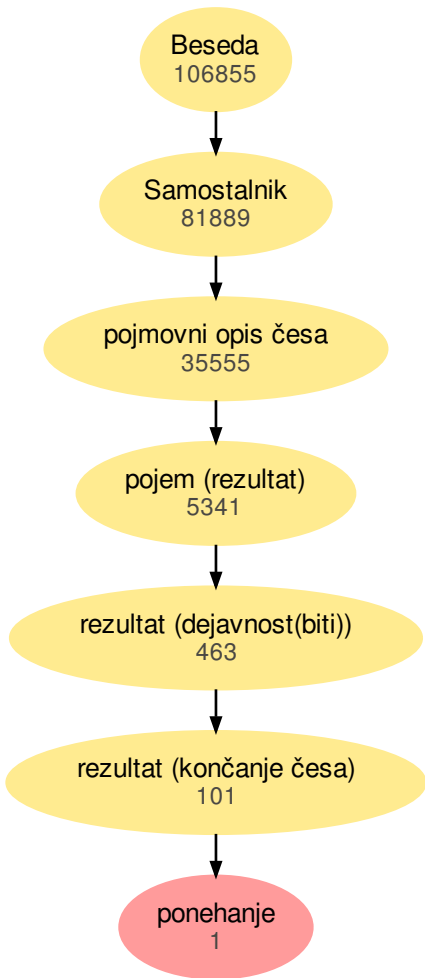 Beseda
106855
Samostalnik
81889
pojmovni opis česa
35555
pojem (rezultat)
5341
rezultat (dejavnost(biti))
463
rezultat (končanje česa)
101
ponehanje
1